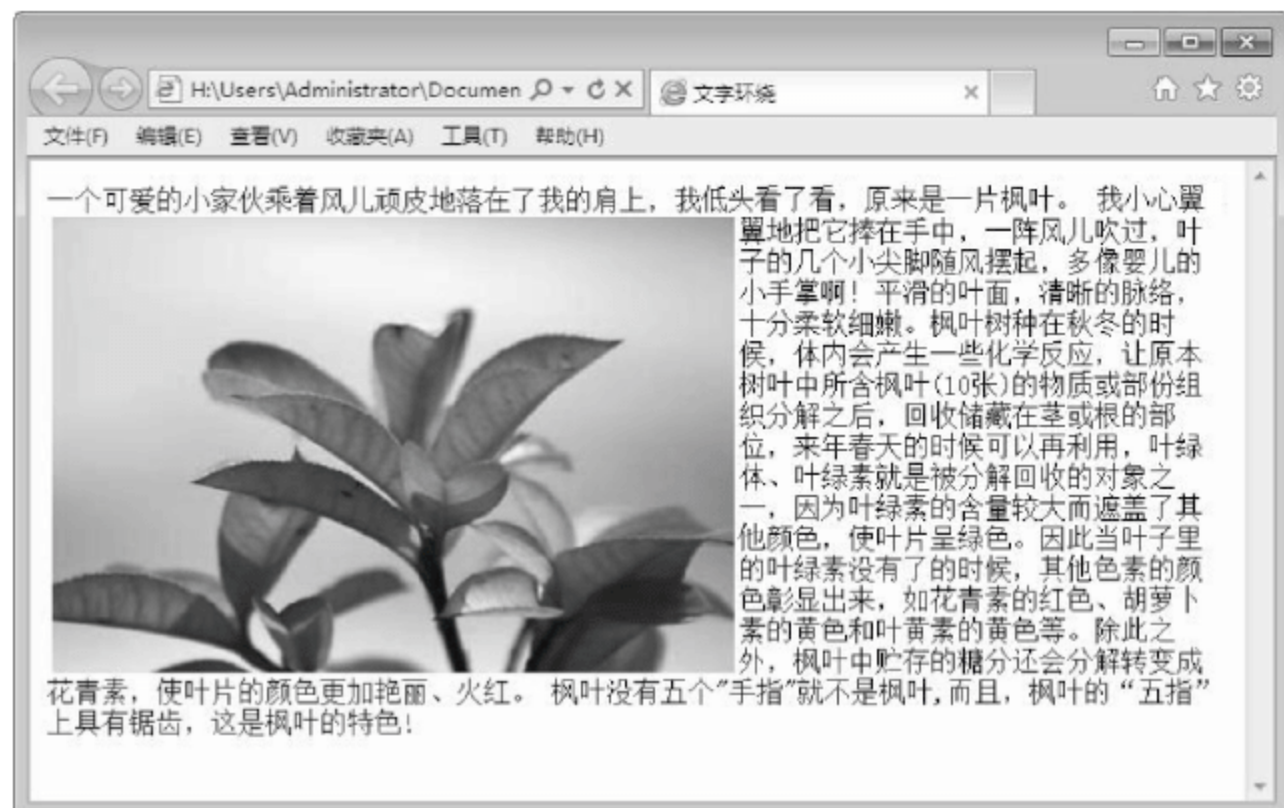 H:\Users\Administrator\Documen
文字环绕
文件(F) 编辑(E) 查看(V) 收藏夹(A) 工具(T) 帮助(H)
一个可爱的小家伙乘着风儿顽皮地落在了我的肩上，我低头看了看，原来是一片枫叶。 我小心翼
翼地把它捧在手中，一阵风儿吹过，叶
子的几个小尖脚随风摆起，多像婴儿的
小手掌啊！平滑的叶面，清晰的脉络，
十分柔软细嫩。枫叶树种在秋冬的时
候，体内会产生一些化学反应，让原本
树叶中所含枫叶(10张)的物质或部份组
织分解之后，回收储藏在茎或根的部
位，来年春天的时候可以再利用，叶绿
体、叶绿素就是被分解回收的对象之
一，因为叶绿素的含量较大而遮盖了其
他颜色，使叶片呈绿色。因此当叶子里
的叶绿素没有了的时候，其他色素的颜
色彰显出来，如花青素的红色、胡萝卜
素的黄色和叶黄素的黄色等。除此之
外，枫叶中贮存的糖分还会分解转变成
花青素，使叶片的颜色更加艳丽、火红。 枫叶没有五个"手指"就不是枫叶,而且，枫叶的“五指”
上具有锯齿，这是枫叶的特色！